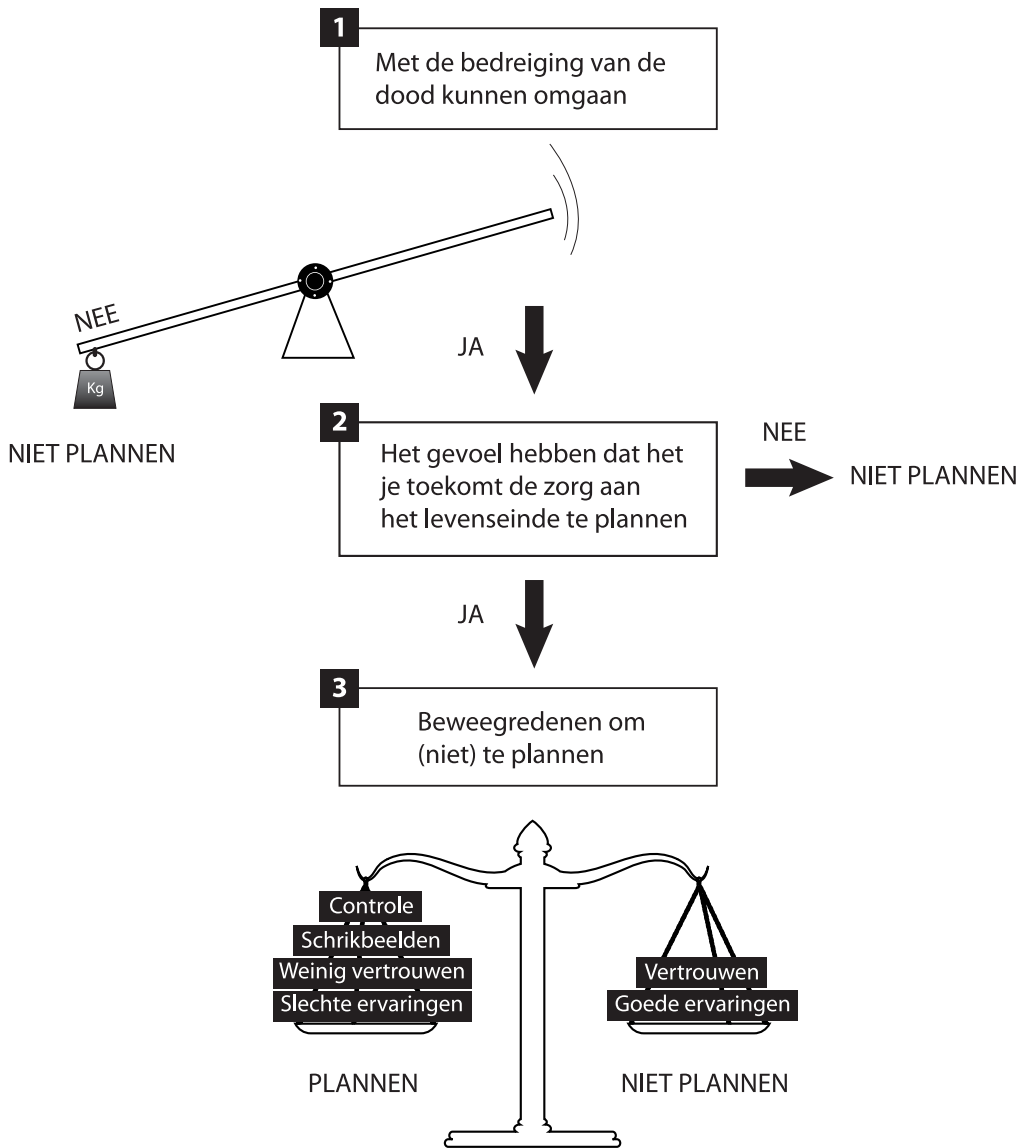 1
Met de bedreiging van de
dood kunnen omgaan
NEE
Kg
NIET PLANNEN
JA
2
Het gevoel hebben dat het
je toekomt de zorg aan
het levenseinde te plannen
NEE
NIET PLANNEN
JA
3
Beweegredenen om
(niet) te plannen
Controle
Schrikbeelden
Weinig vertrouwen
Slechte ervaringen
PLANNEN
Vertrouwen
Goede ervaringen
NIET PLANNEN